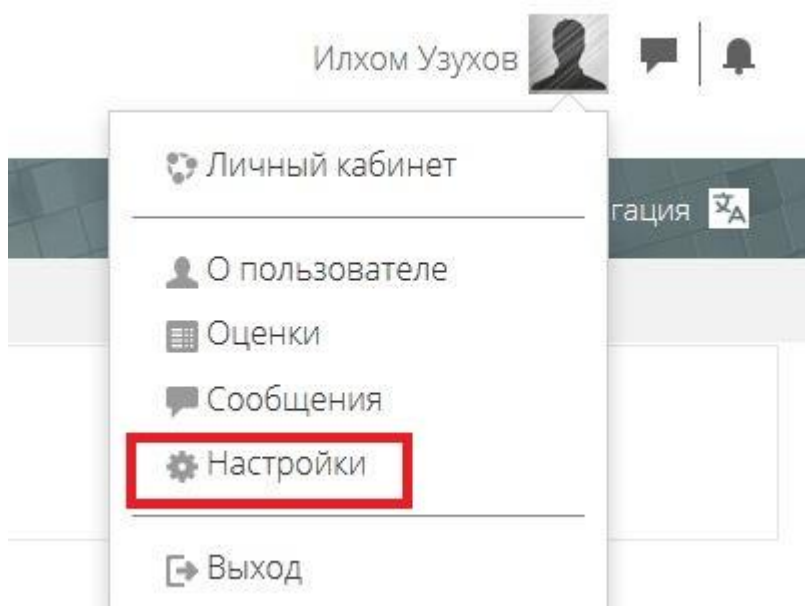 Илхом Узухов
Личный кабинет
гация
О пользователе
Оценки
Сообщения
Настройки
Выход